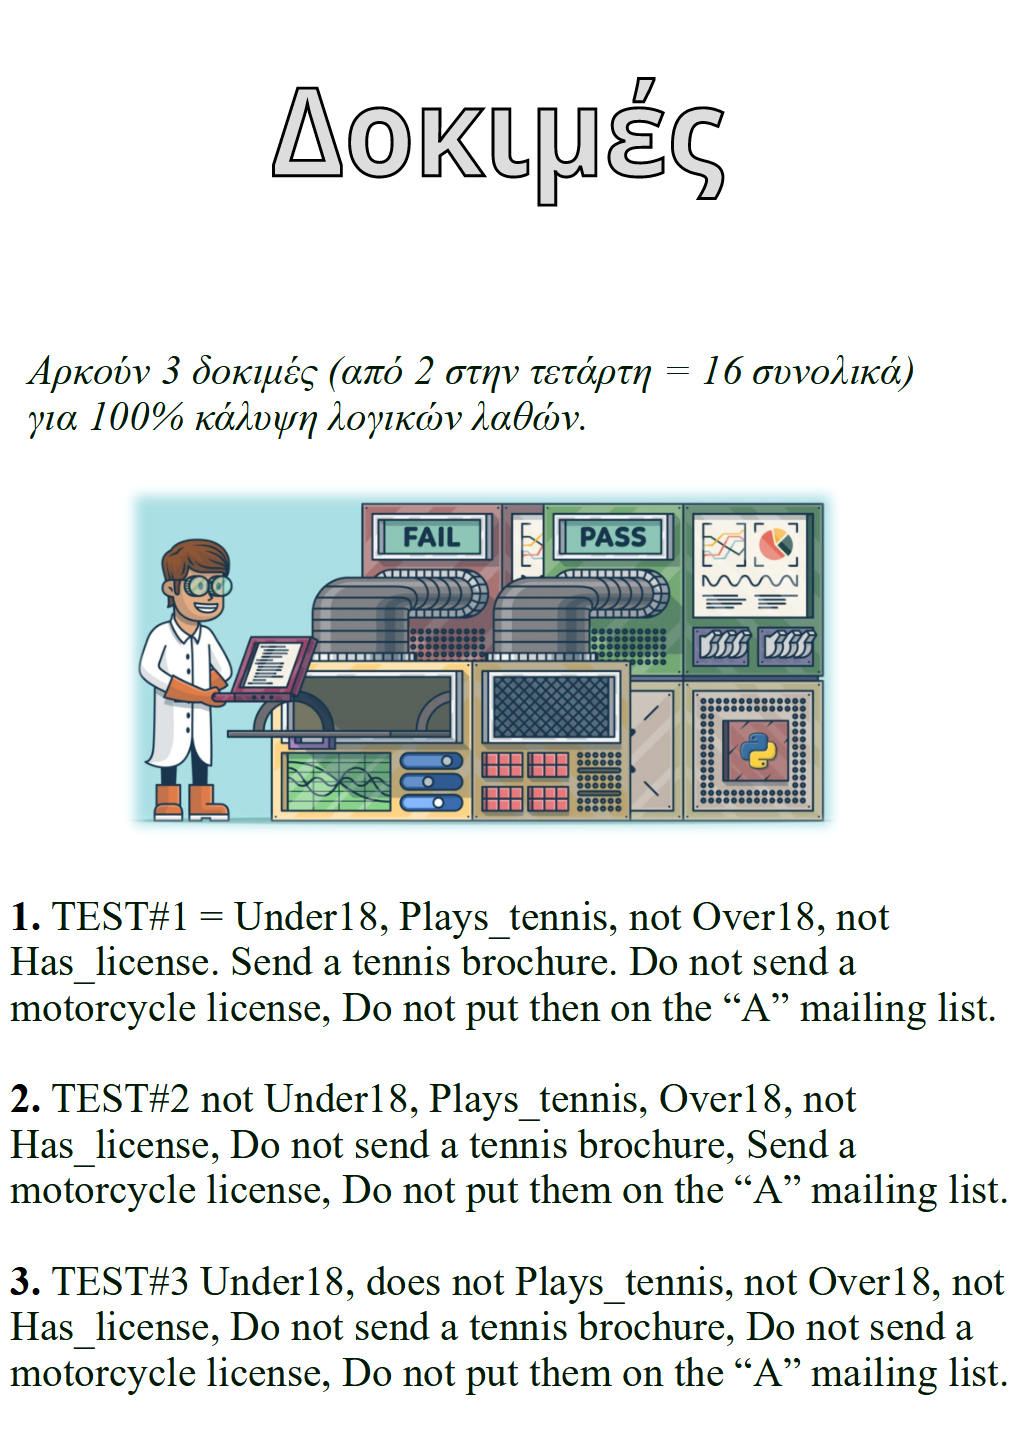 Δοκιμές
Αρκούν 3 δοκιμές (από 2 στην τετάρτη = 16 συνολικά)
για 100% κάλυψη λογικών λαθών.
FAIL PASS
1. TEST#1 = Under18, Plays_tennis, not Over18, not
Has_license. Send a tennis brochure. Do not send a
motorcycle license, Do not put then on the “A” mailing list.
2. TEST#2 not Under18, Plays_tennis, Over18, not
Has_license, Do not send a tennis brochure, Send a
motorcycle license, Do not put them on the “A” mailing list.
3. TEST#3 Under18, does not Plays_tennis, not Over18, not
Has_license, Do not send a tennis brochure, Do not send a
motorcycle license, Do not put them on the “A” mailing list.